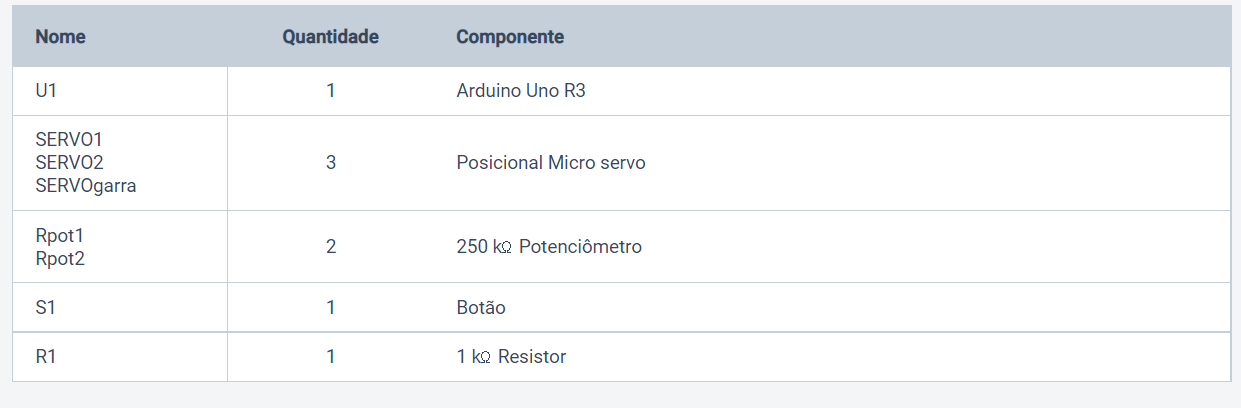 Nome Quantidade Componente
U1 1 Arduino Uno R3
SERVO1
SERVO2 3 Posicional Micro servo
SERVOgarra
Rpot1
Rpot2 2 250 kΩ Potenciômetro
S1 1 Botão
R1 1 1 kΩ Resistor